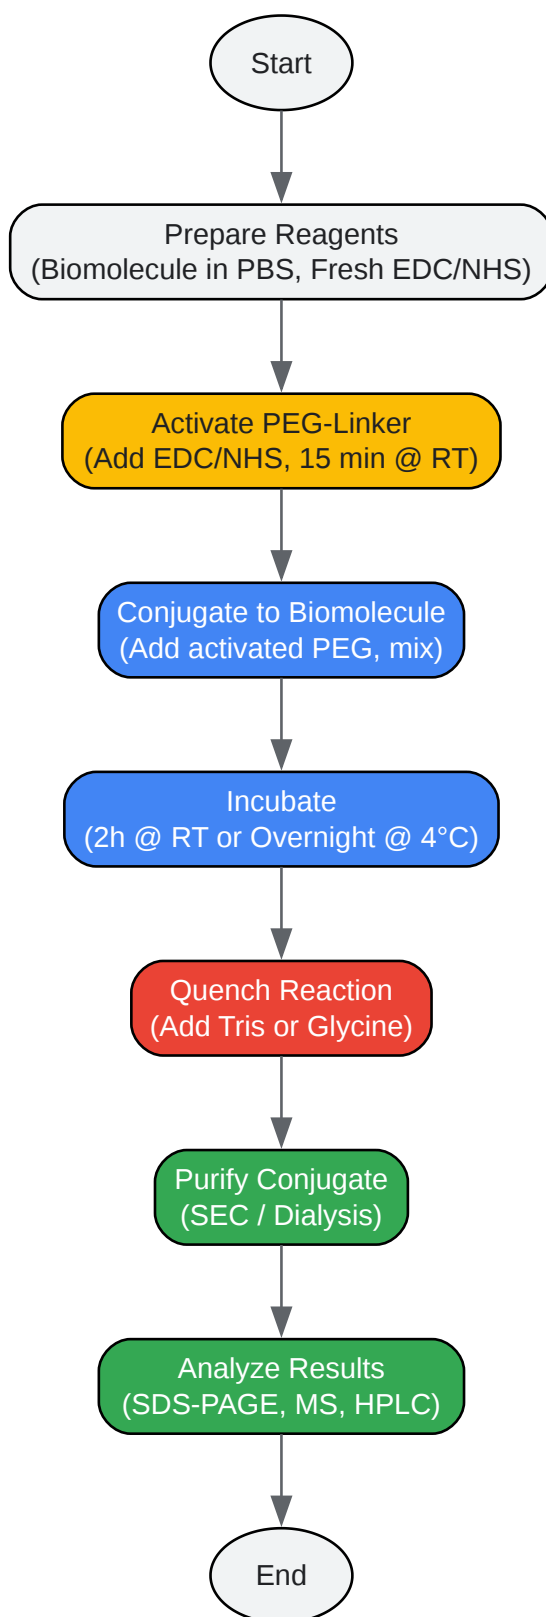 Start
Prepare Reagents
(Biomolecule in PBS, Fresh EDC/NHS)
Activate PEG-Linker
(Add EDC/NHS, 15 min @ RT)
Conjugate to Biomolecule
(Add activated PEG, mix)
Incubate
(2h @ RT or Overnight @ 4°C)
Quench Reaction
(Add Tris or Glycine)
Purify Conjugate
(SEC / Dialysis)
Analyze Results
(SDS-PAGE, MS, HPLC)
End